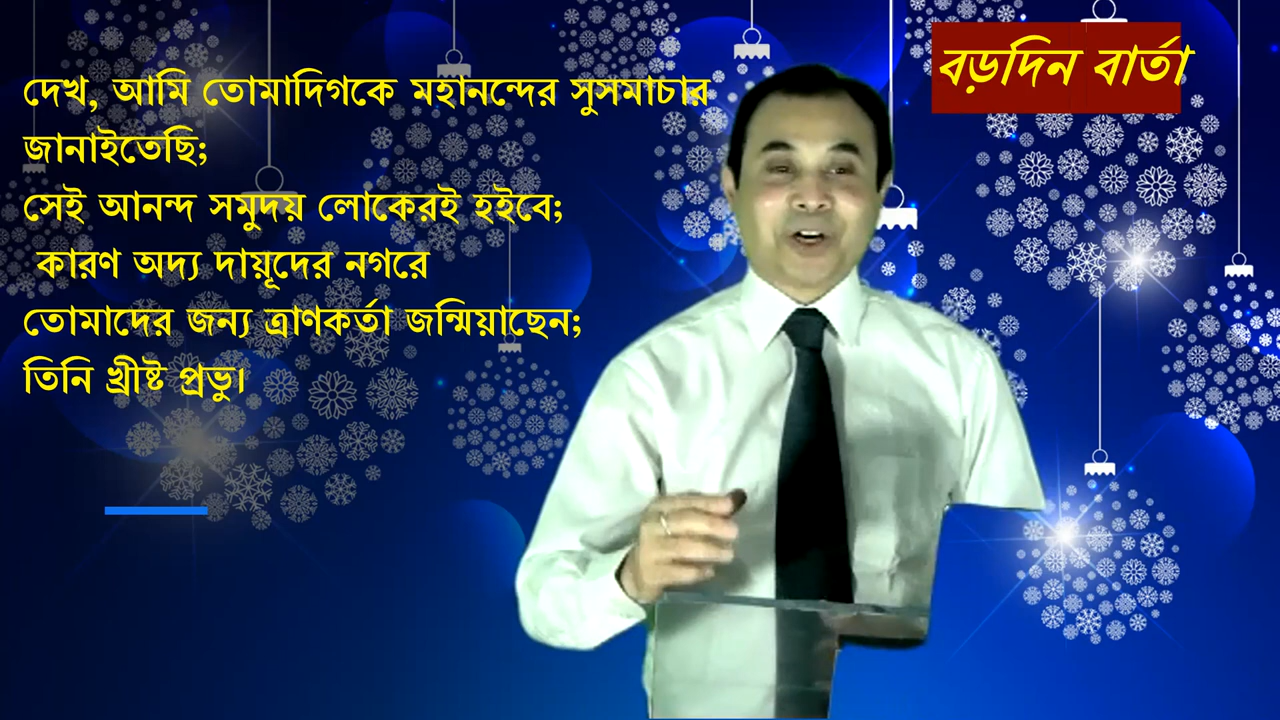 বড়দিন বার্তা
দেখ, আমি তোমাদিগকে মহানন্দের সুসমাচার
জানাইতেছি;
সেই আনন্দ সমুদয় লোকেরই হইবে;
কারণ অদ্য দায়ূদের নগরে
তোমাদের জন্য ত্রাণকর্তা জন্মিয়াছেন;
তিনি খ্রীষ্ট প্রভু।